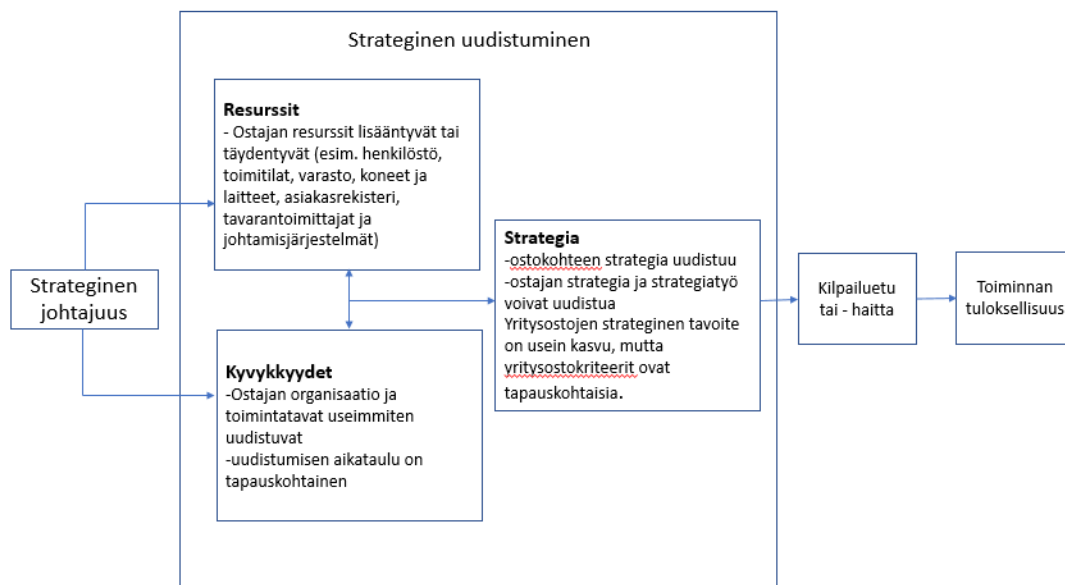 Strateginen uudistuminen
Resurssit
- Ostajan resurssit lisääntyvät tai
täydentyvät (esim. henkilöstö,
toimitilat, varasto, koneet ja
laitteet, asiakasrekisteri,
tavarantoimittajat ja
johtamisjärjestelmät)
Strateginen
johtajuus
Kyvykkyydet
-Ostajan organisaatio ja
toimintatavat useimmiten
uudistuvat
-uudistumisen aikataulu on
tapauskohtainen
Strategia
-ostokohteen strategia uudistuu
-ostajan strategia ja strategiatyö
voivat uudistua
Yritysostojen strateginen tavoite
on usein kasvu, mutta
yritysostokriteerit ovat
tapauskohtaisia.
Kilpailuetu
tai - haitta
Toiminnan
tuloksellisuus